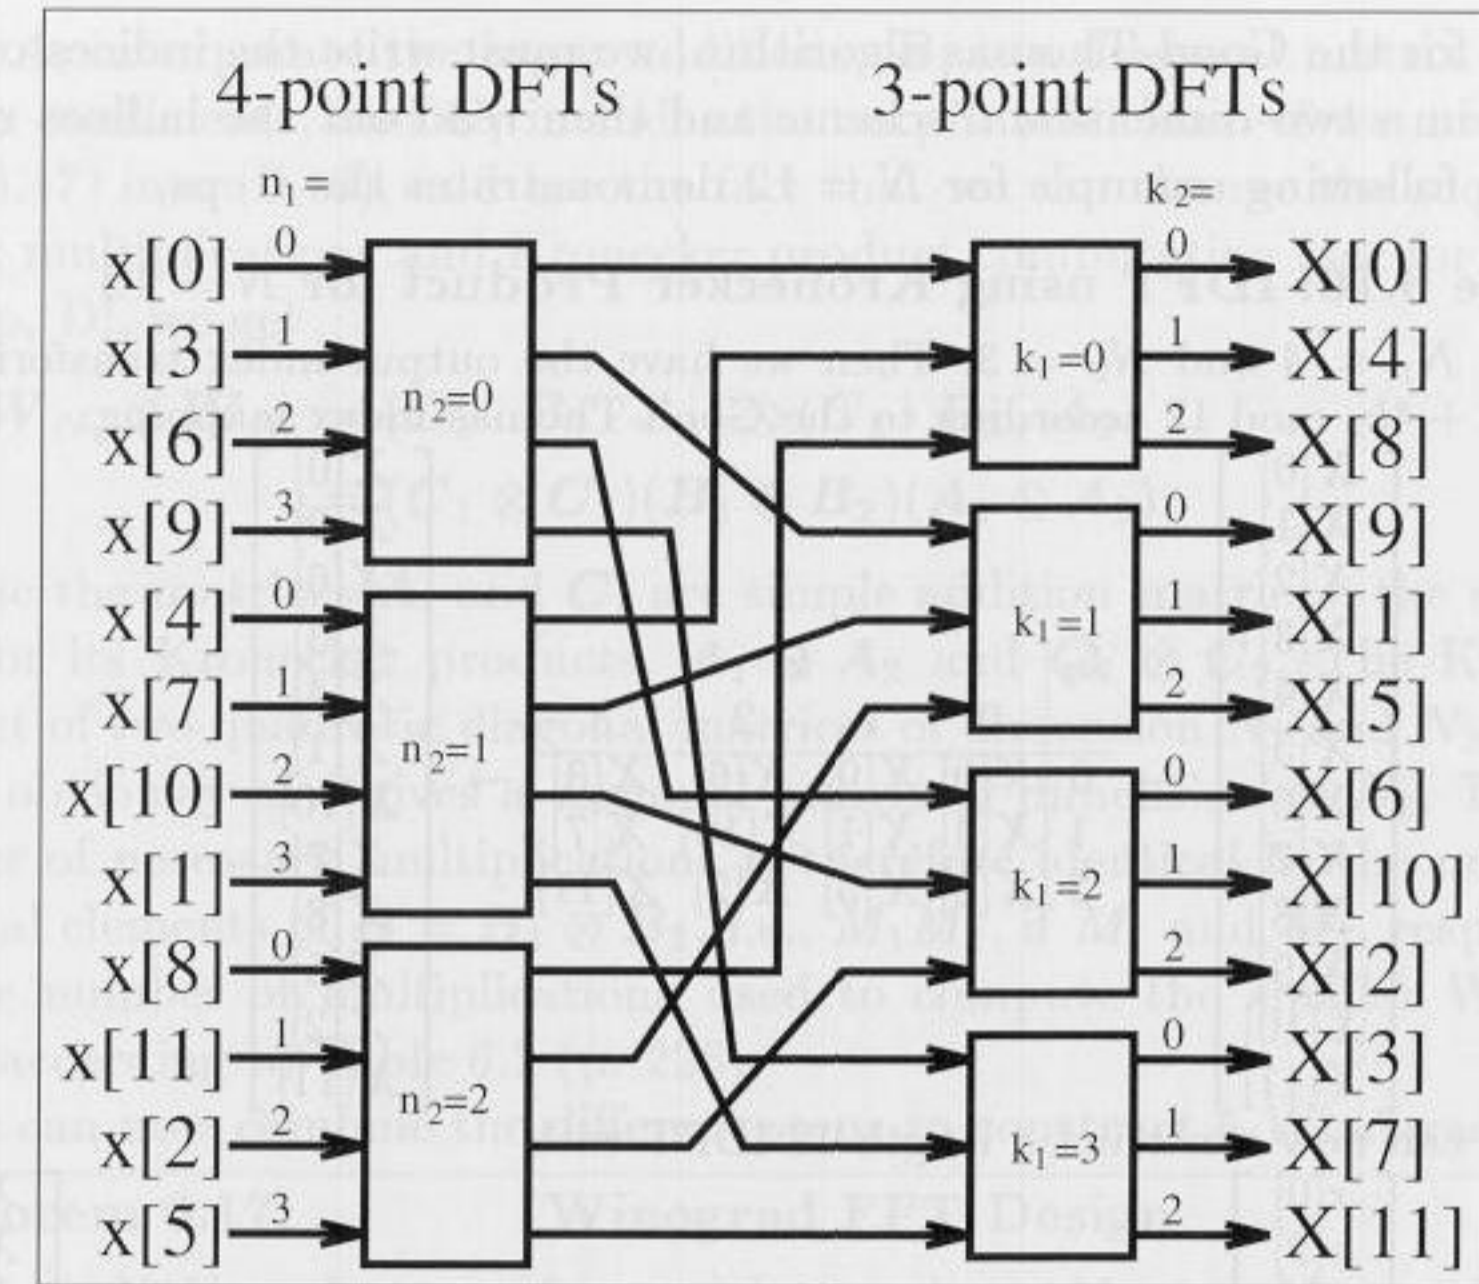 4-point DFTs 3-point DFTs
n₁= k₂=
x[0] 0 0 X[0]
x[3] 1 k₁=0 1 X[4]
n₂=0
x[6] 2 2 X[8]
x[9] 3 0 X[9]
x[4] 0 k₁=1 1 X[1]
x[7] 1 2 X[5]
n₂=1
x[10] 2 0 X[6]
x[1] 3 k₁=2 1 X[10]
x[8] 0 2 X[2]
x[11] 1 0 X[3]
n₂=2
x[2] 2 k₁=3 1 X[7]
x[5] 3 2 X[11]